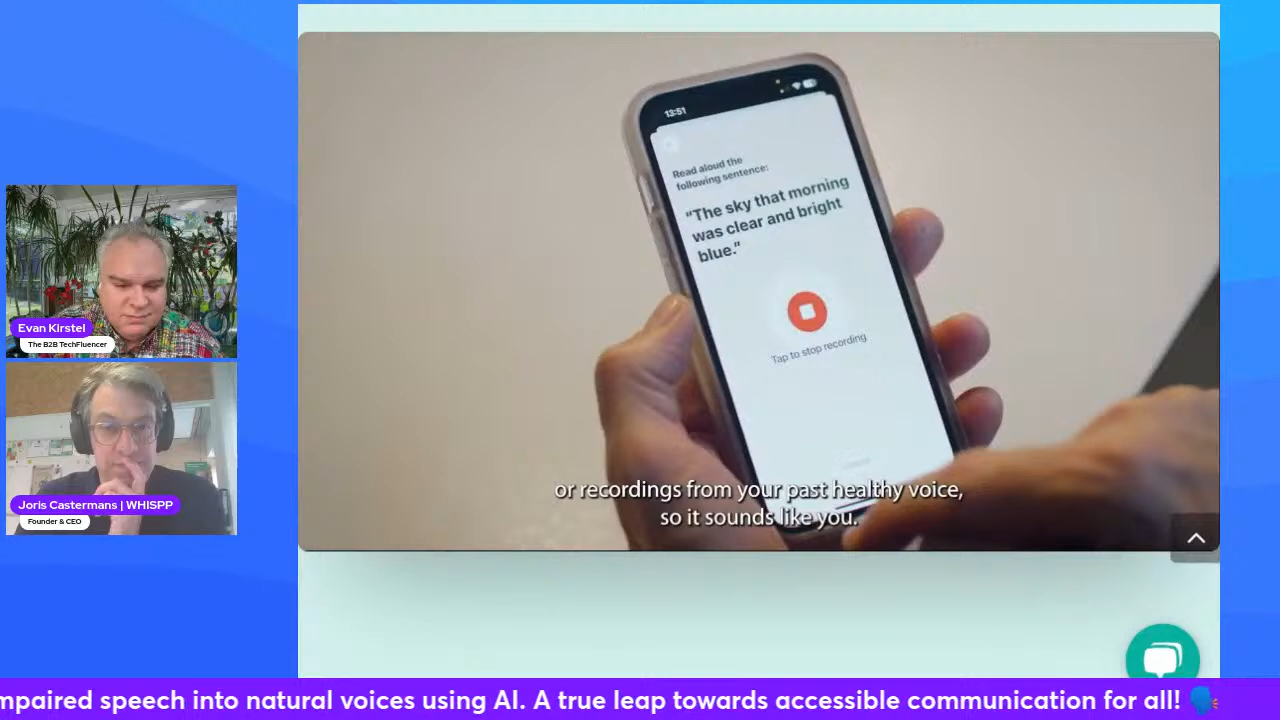 13:51
Read aloud the
following sentence:
"The sky that morning
was clear and bright
blue."
Tap to stop recording
or recordings from your past healthy voice,
so it sounds like you.
Evan Kirstel
The B2B TechFluencer
Joris Castermans | WHISPP
Founder & CEO
mpaired speech into natural voices using AI. A true leap towards accessible communication for all!